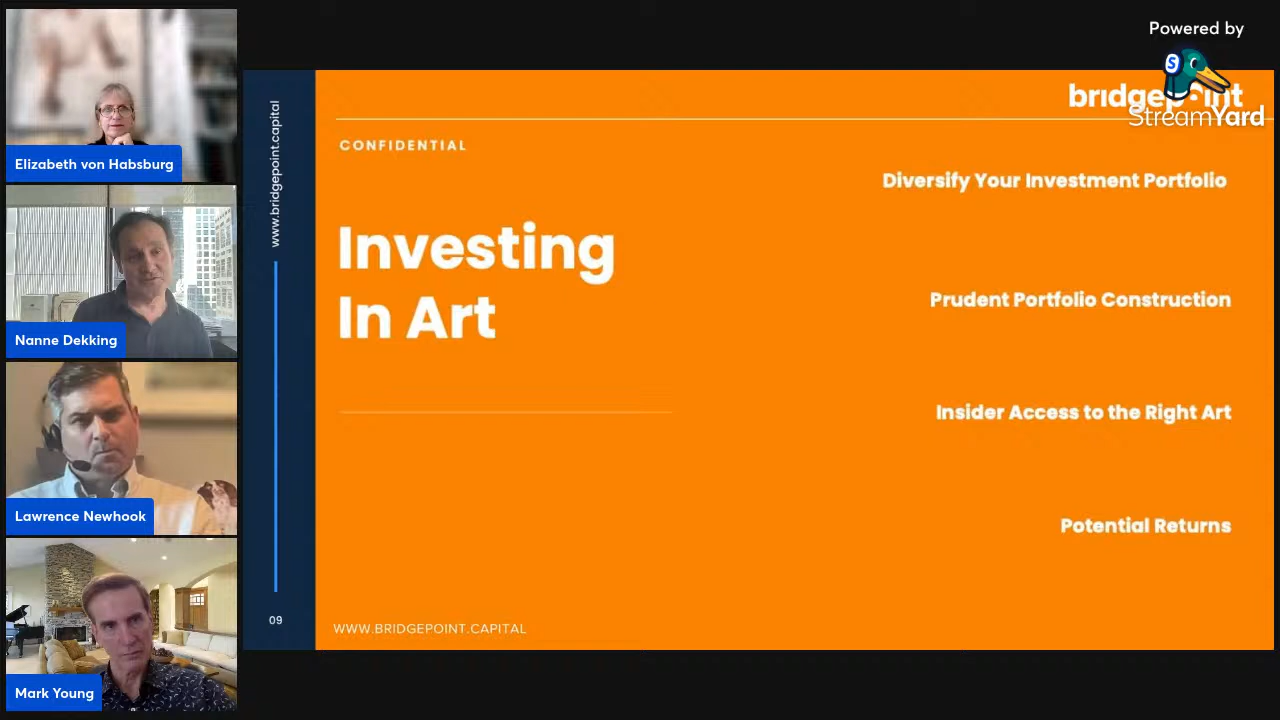 Powered by
StreamYard
bridgepoint
www.bridgepoint.capital
CONFIDENTIAL
Diversify Your Investment Portfolio
Investing
In Art
Prudent Portfolio Construction
Insider Access to the Right Art
Potential Returns
09
WWW.BRIDGEPOINT.CAPITAL
Elizabeth von Habsburg
Nanne Dekking
Lawrence Newhook
Mark Young